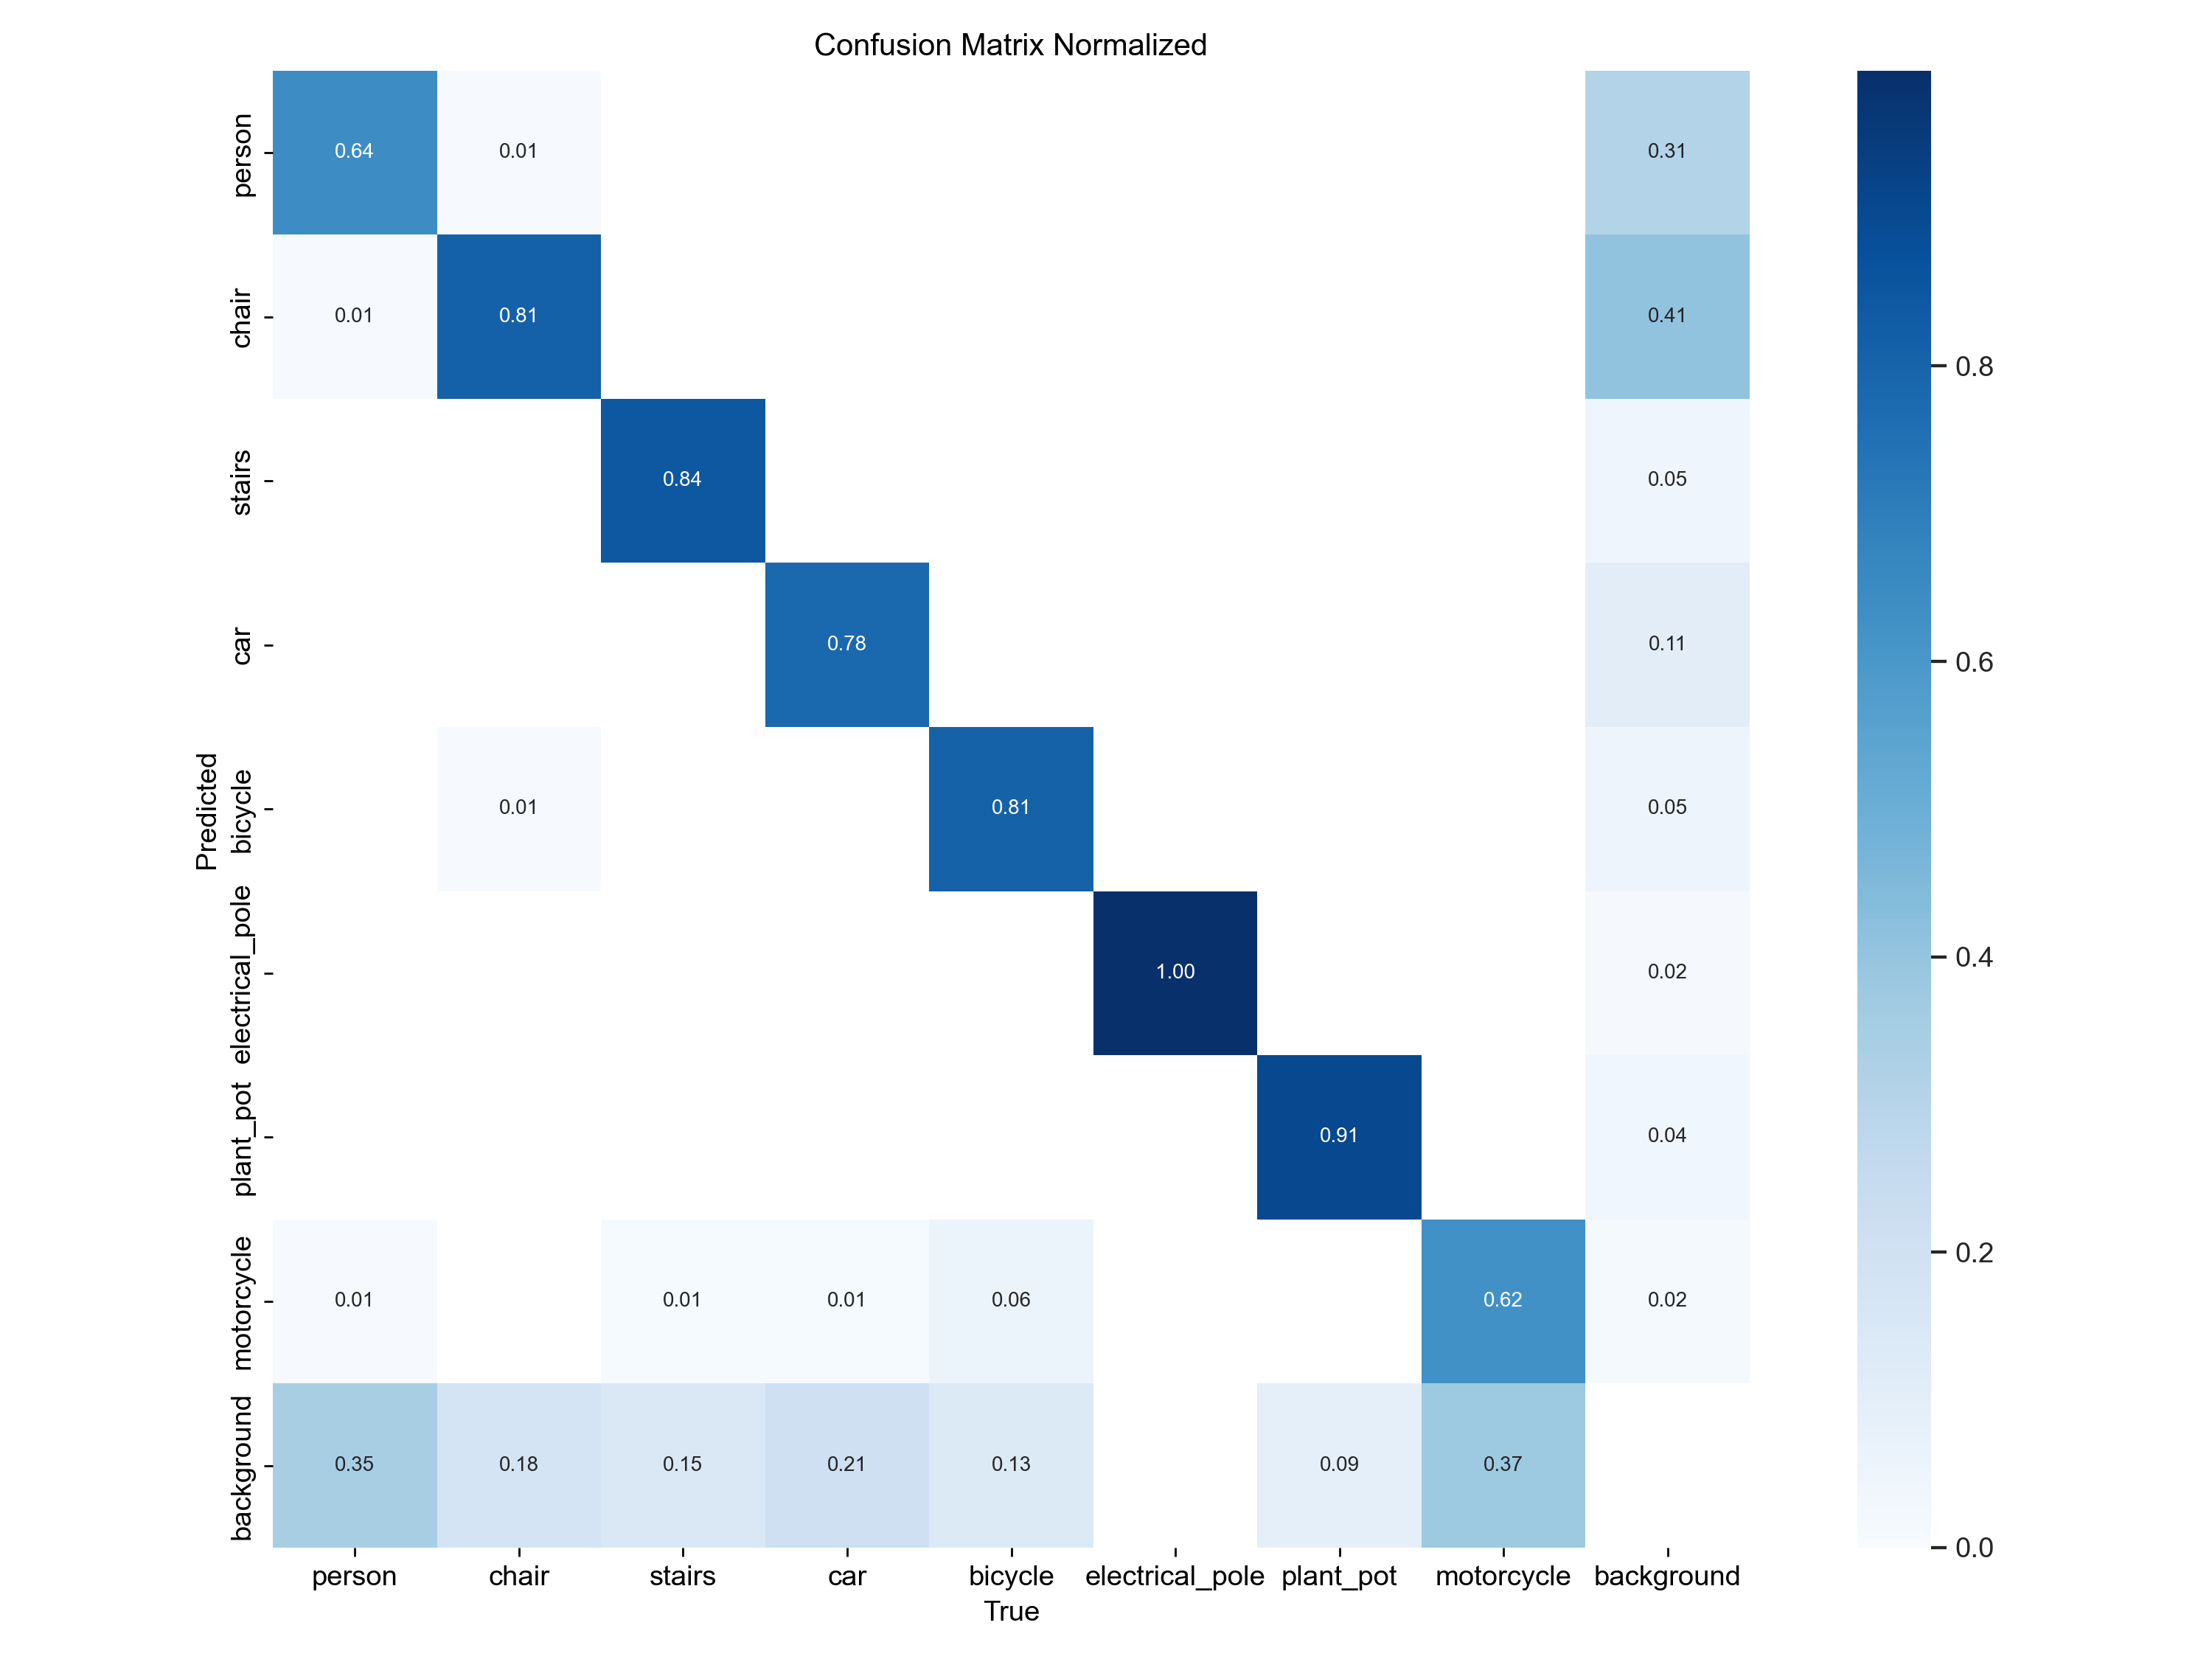 Confusion Matrix Normalized
person 0.64 0.01 0.31
chair 0.01 0.81 0.41
0.8
stairs 0.84 0.05
car 0.78 0.11
0.6
Predicted
bicycle 0.01 0.81 0.05
electrical_pole 1.00 0.02
0.4
plant_pot 0.91 0.04
motorcycle 0.01 0.01 0.01 0.06 0.62 0.02
0.2
background 0.35 0.18 0.15 0.21 0.13 0.09 0.37
0.0
person chair stairs car bicycle electrical_pole plant_pot motorcycle background
True